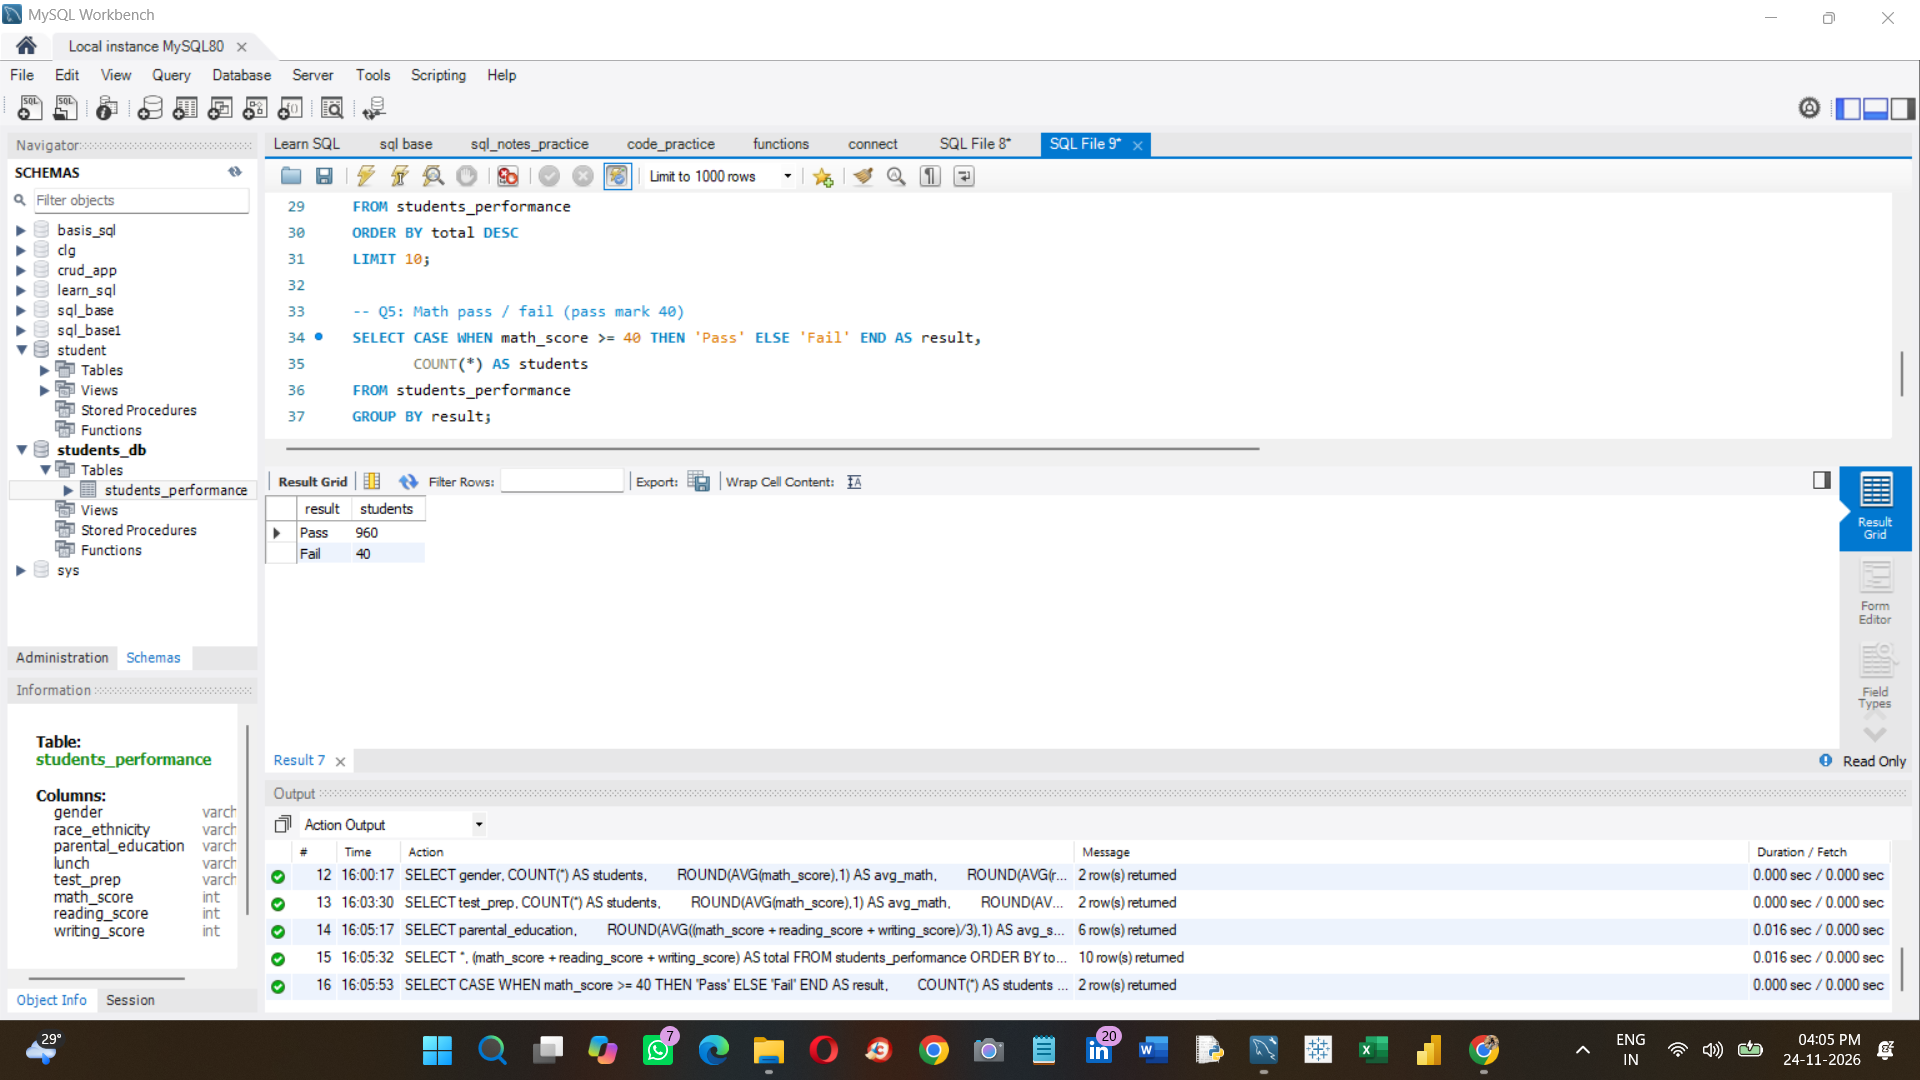 MySQL Workbench
Local instance MySQL80
File Edit View Query Database Server Tools Scripting Help
Navigator
SCHEMAS
Filter objects
basis_sql
clg
crud_app
learn_sql
sql_base
sql_base1
student
Tables
Views
Stored Procedures
Functions
students_db
Tables
students_performance
Views
Stored Procedures
Functions
sys
Administration Schemas
Information
Table:
students_performance
Columns:
gender varch
race_ethnicity varch
parental_education varch
lunch varch
test_prep varch
math_score int
reading_score int
writing_score int
Object Info Session
Learn SQL sql base sql_notes_practice code_practice functions connect SQL File 8* SQL File 9*
Limit to 1000 rows
29 FROM students_performance
30 ORDER BY total DESC
31 LIMIT 10;
32
33 -- Q5: Math pass / fail (pass mark 40)
34 SELECT CASE WHEN math_score >= 40 THEN 'Pass' ELSE 'Fail' END AS result,
35 COUNT(*) AS students
36 FROM students_performance
37 GROUP BY result;
Result Grid Filter Rows: Export: Wrap Cell Content:
result students
Pass 960
Fail 40
Result Grid
Form Editor
Field Types
Result 7
Read Only
Output
Action Output
# Time Action Message Duration / Fetch
12 16:00:17 SELECT gender, COUNT(*) AS students, ROUND(AVG(math_score),1) AS avg_math, ROUND(AVG(r... 2 row(s) returned 0.000 sec / 0.000 sec
13 16:03:30 SELECT test_prep, COUNT(*) AS students, ROUND(AVG(math_score),1) AS avg_math, ROUND(AV... 2 row(s) returned 0.000 sec / 0.000 sec
14 16:05:17 SELECT parental_education, ROUND(AVG((math_score + reading_score + writing_score)/3),1) AS avg_s... 6 row(s) returned 0.016 sec / 0.000 sec
15 16:05:32 SELECT *, (math_score + reading_score + writing_score) AS total FROM students_performance ORDER BY to... 10 row(s) returned 0.016 sec / 0.000 sec
16 16:05:53 SELECT CASE WHEN math_score >= 40 THEN 'Pass' ELSE 'Fail' END AS result, COUNT(*) AS students ... 2 row(s) returned 0.000 sec / 0.000 sec
29°
7
20
ENG
IN
04:05 PM
24-11-2026